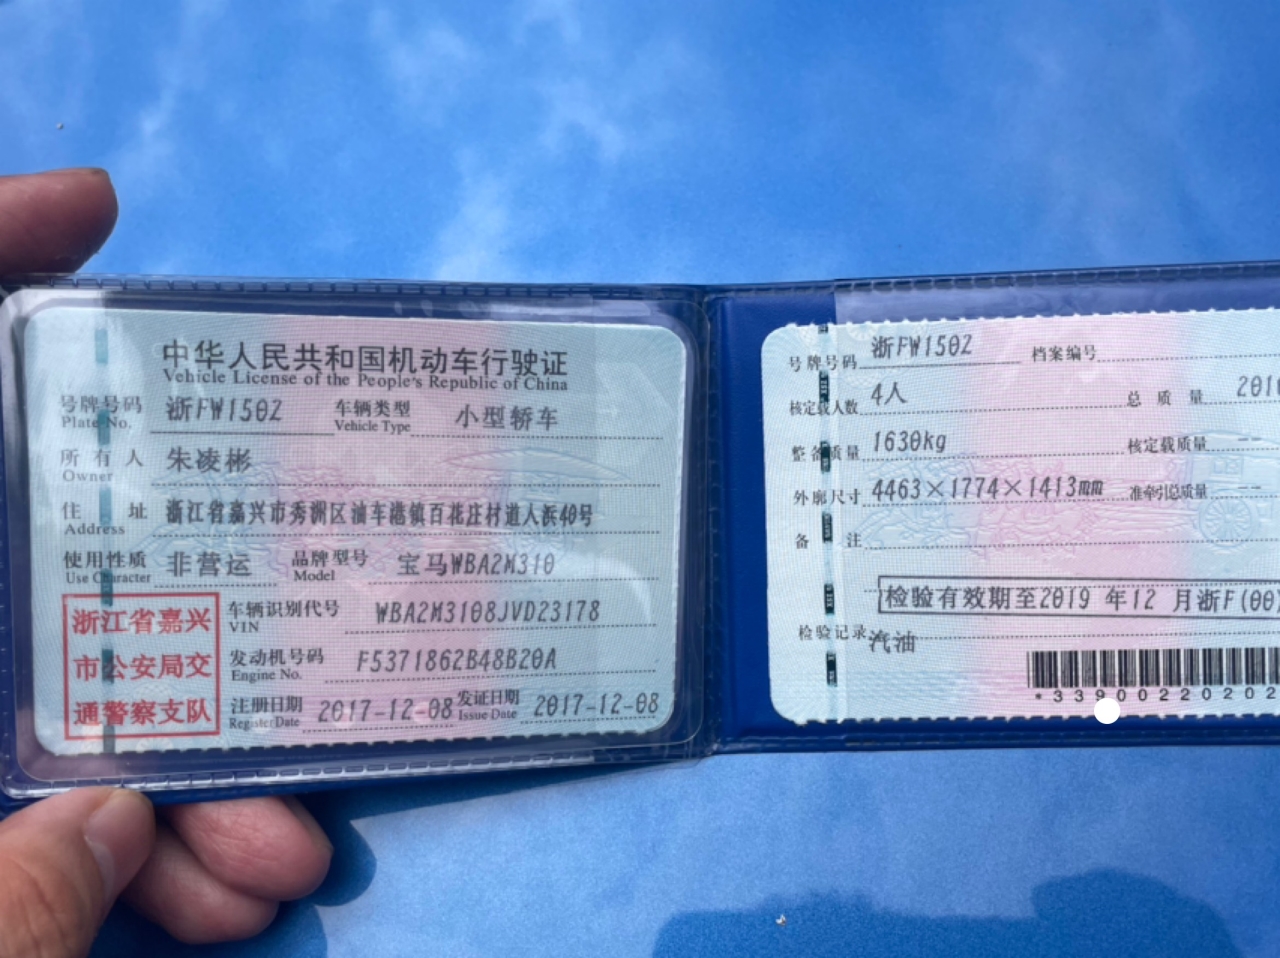 中华人民共和国机动车行驶证
Vehicle License of the People's Republic of China
号牌号码 浙FW150Z 车辆类型 小型轿车
Plate No. Vehicle Type
所有人 朱凌彬
Owner
住址 浙江省嘉兴市秀洲区油车港镇百花庄村道人浜40号
Address
使用性质 非营运 品牌型号 宝马WBA2M310
Use Character Model
浙江省嘉兴
市公安局交
通警察支队
车辆识别代号 WBA2M3108JVD23178
VIN
发动机号码 F5371862B48B20A
Engine No.
注册日期 2017-12-08 发证日期 2017-12-08
Register Date Issue Date
号牌号码 浙FW150Z 档案编号
核定载人数 4人 总质量 201
整备质量 1630kg 核定载质量 --
外廓尺寸 4463×1774×1413mm 准牵引总质量 --
备注
检验有效期至2019年12月浙F(00)
检验记录 汽油
*3390022020 2